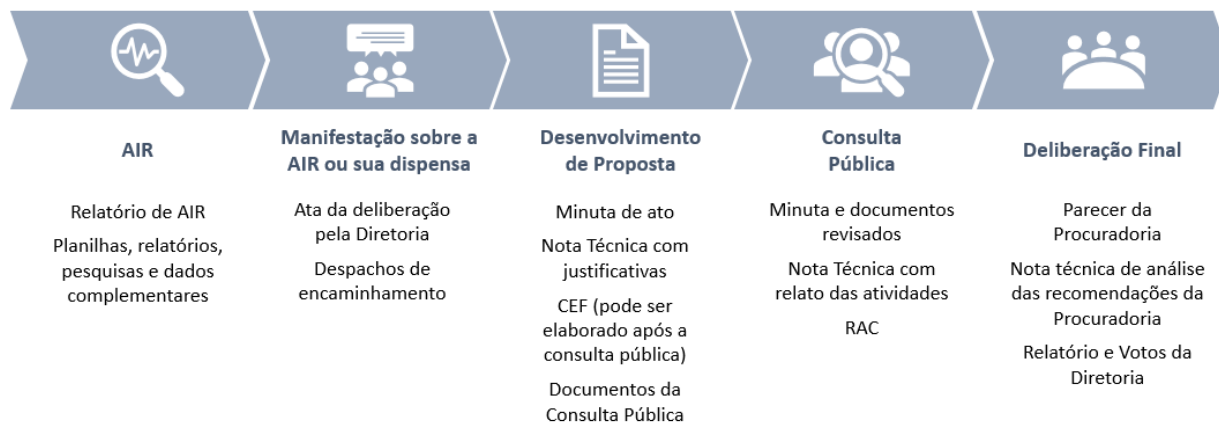 AIR
Relatório de AIR
Planilhas, relatórios,
pesquisas e dados
complementares
Manifestação sobre a
AIR ou sua dispensa
Ata da deliberação
pela Diretoria
Despachos de
encaminhamento
Desenvolvimento
de Proposta
Minuta de ato
Nota Técnica com
justificativas
CEF (pode ser
elaborado após a
consulta pública)
Documentos da
Consulta Pública
Consulta
Pública
Minuta e documentos
revisados
Nota Técnica com
relato das atividades
RAC
Deliberação Final
Parecer da
Procuradoria
Nota técnica de análise
das recomendações da
Procuradoria
Relatório e Votos da
Diretoria